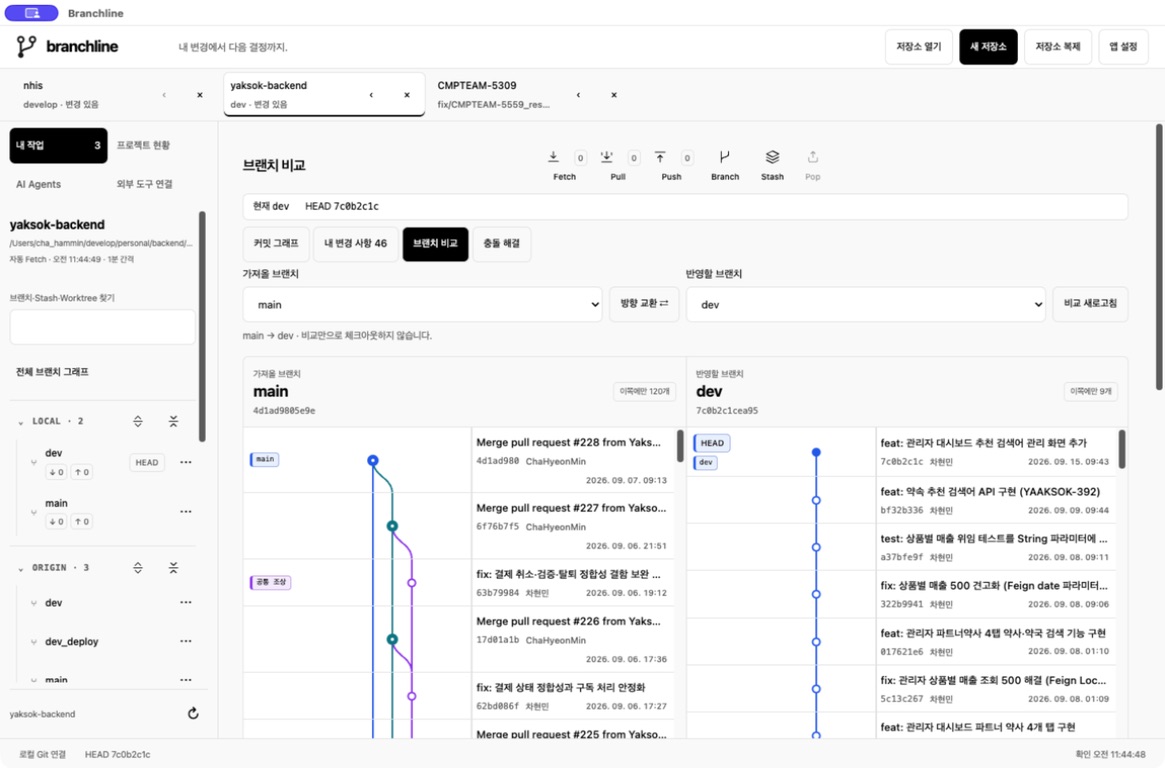 Branchline
branchline
내 변경에서 다음 결정까지.
저장소 열기
새 저장소
저장소 복제
앱 설정
nhis
develop · 변경 있음
yaksok-backend
dev · 변경 있음
CMPTEAM-5309
fix/CMPTEAM-5559_res...
내 작업 3
프로젝트 현황
AI Agents
외부 도구 연결
yaksok-backend
/Users/cha_hammin/develop/personal/backend/...
자동 Fetch · 오전 11:44:49 · 1분 간격
브랜치·Stash·Worktree 찾기
전체 브랜치 그래프
LOCAL · 2
dev
↓ 0 ↑ 0
HEAD
main
↓ 0 ↑ 0
ORIGIN · 3
dev
dev_deploy
main
yaksok-backend
브랜치 비교
0 0 0
Fetch Pull Push Branch Stash Pop
현재 dev HEAD 7c0b2c1c
커밋 그래프
내 변경 사항 46
브랜치 비교
충돌 해결
가져올 브랜치
main
방향 교환 ⇄
반영할 브랜치
dev
비교 새로고침
main → dev · 비교만으로 체크아웃하지 않습니다.
가져올 브랜치
main
4d1ad9805e9e
이쪽에만 120개
main
공통 조상
Merge pull request #228 from Yaks...
4d1ad980 ChaHyeonMin
2026. 09. 07. 09:13
Merge pull request #227 from Yakso...
6f76b7f5 ChaHyeonMin
2026. 09. 06. 21:51
fix: 결제 취소·검증·탈퇴 정합성 결함 보완 ...
63b79984 차현민 2026. 09. 06. 19:12
Merge pull request #226 from Yaks...
17d01a1b ChaHyeonMin
2026. 09. 06. 17:36
fix: 결제 상태 정합성과 구독 처리 안정화
62bd086f 차현민 2026. 09. 06. 17:27
Merge pull request #225 from Yakso...
반영할 브랜치
dev
7c0b2c1cea95
이쪽에만 9개
HEAD
dev
feat: 관리자 대시보드 추천 검색어 관리 화면 추가
7c0b2c1c 차현민 2026. 09. 15. 09:43
feat: 약속 추천 검색어 API 구현 (YAAKSOK-392)
bf32b336 차현민 2026. 09. 09. 09:44
test: 상품별 매출 위임 테스트를 String 파라미터에 ...
a37bfe9f 차현민 2026. 09. 08. 09:11
fix: 상품별 매출 500 견고화 (Feign date 파라미터...
322b9941 차현민 2026. 09. 08. 09:06
feat: 관리자 파트너약사 4탭 약사·약국 검색 기능 구현
017621e6 차현민 2026. 09. 08. 01:10
fix: 관리자 상품별 매출 조회 500 해결 (Feign Loc...
5c13c267 차현민 2026. 09. 08. 01:09
feat: 관리자 대시보드 파트너 약사 4개 탭 구현
로컬 Git 연결 HEAD 7c0b2c1c
확인 오전 11:44:48